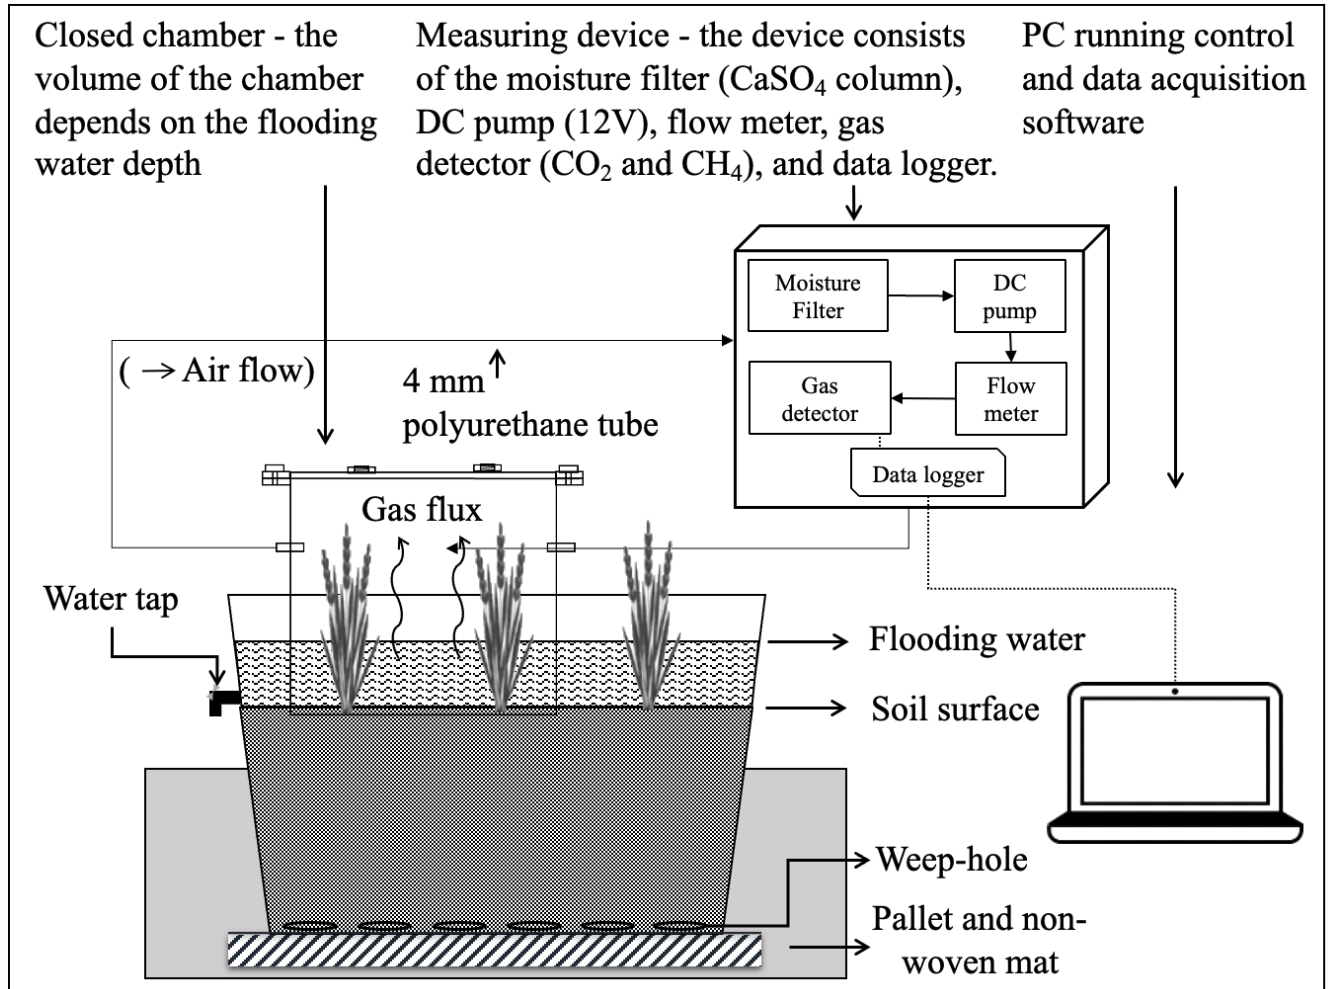 Closed chamber - the
volume of the chamber
depends on the flooding
water depth
Measuring device - the device consists
of the moisture filter (CaSO₄ column),
DC pump (12V), flow meter, gas
detector (CO₂ and CH₄), and data logger.
PC running control
and data acquisition
software
Moisture
Filter
DC
pump
Gas
detector
Flow
meter
Data logger
( → Air flow)
4 mm
polyurethane tube
Gas flux
Water tap
Flooding water
Soil surface
Weep-hole
Pallet and non-
woven mat